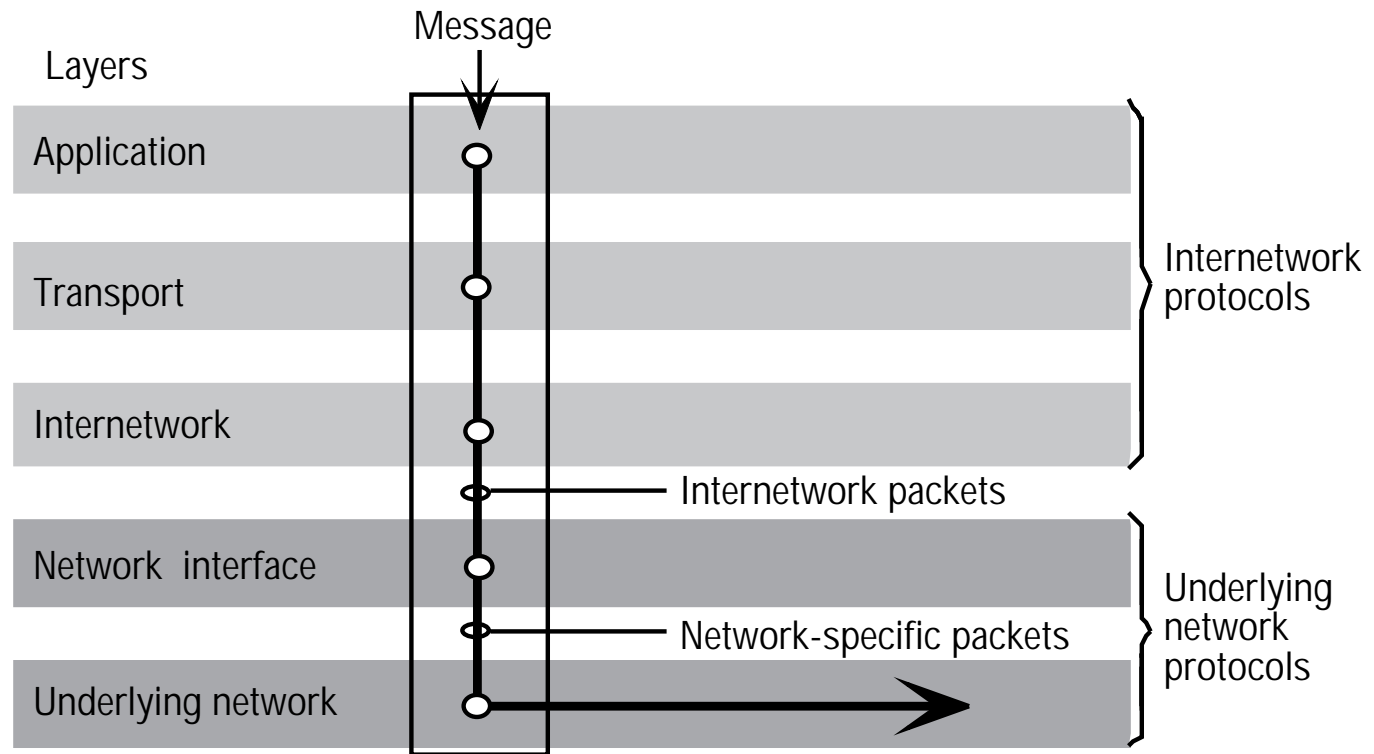 Message
Layers
Application
Transport
Internetwork
protocols
Internetwork
Internetwork packets
Network interface
Underlying
network
protocols
Network-specific packets
Underlying network